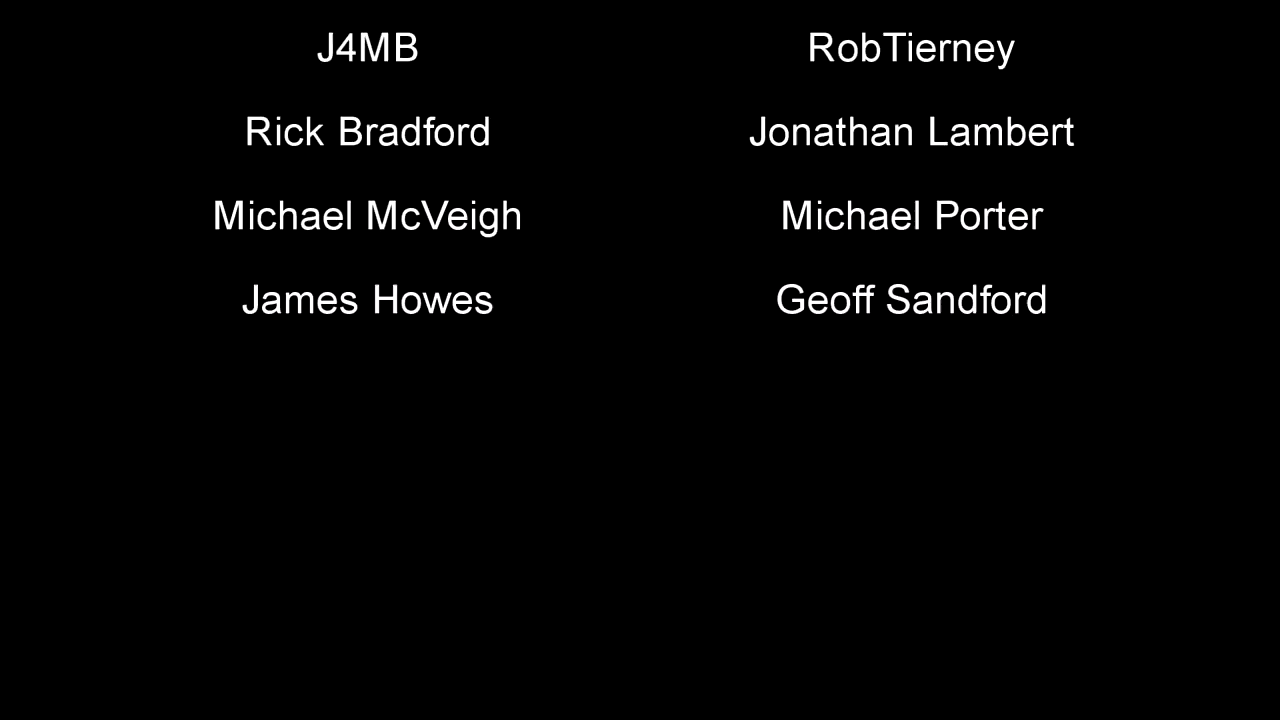 J4MB RobTierney
Rick Bradford Jonathan Lambert
Michael McVeigh Michael Porter
James Howes Geoff Sandford